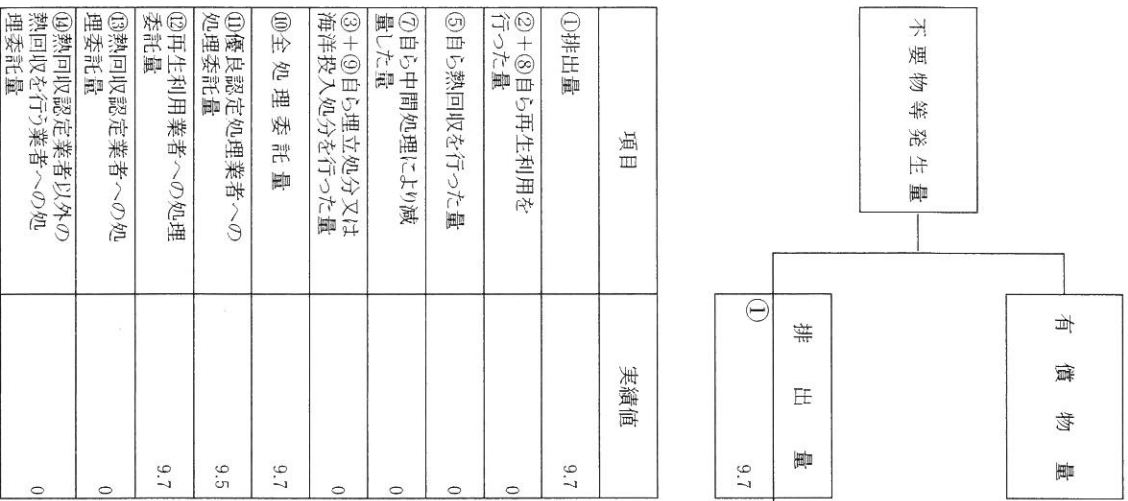 有償物量
不要物等発生量
排出量
①
9.7
項目
実績値
①排出量
9.7
②+⑧自ら再生利用を
行った量
0
⑤自ら熱回収を行った量
0
⑦自ら中間処理により減
量した量
0
③+⑨自ら埋立処分又は
海洋投入処分を行った量
0
⑩全処理委託量
9.7
⑪優良認定処理業者への
処理委託量
9.5
⑫再生利用業者への処理
委託量
9.7
⑬熱回収認定業者への処
理委託量
0
⑭熱回収認定業者以外の
熱回収を行う業者への処
理委託量
0